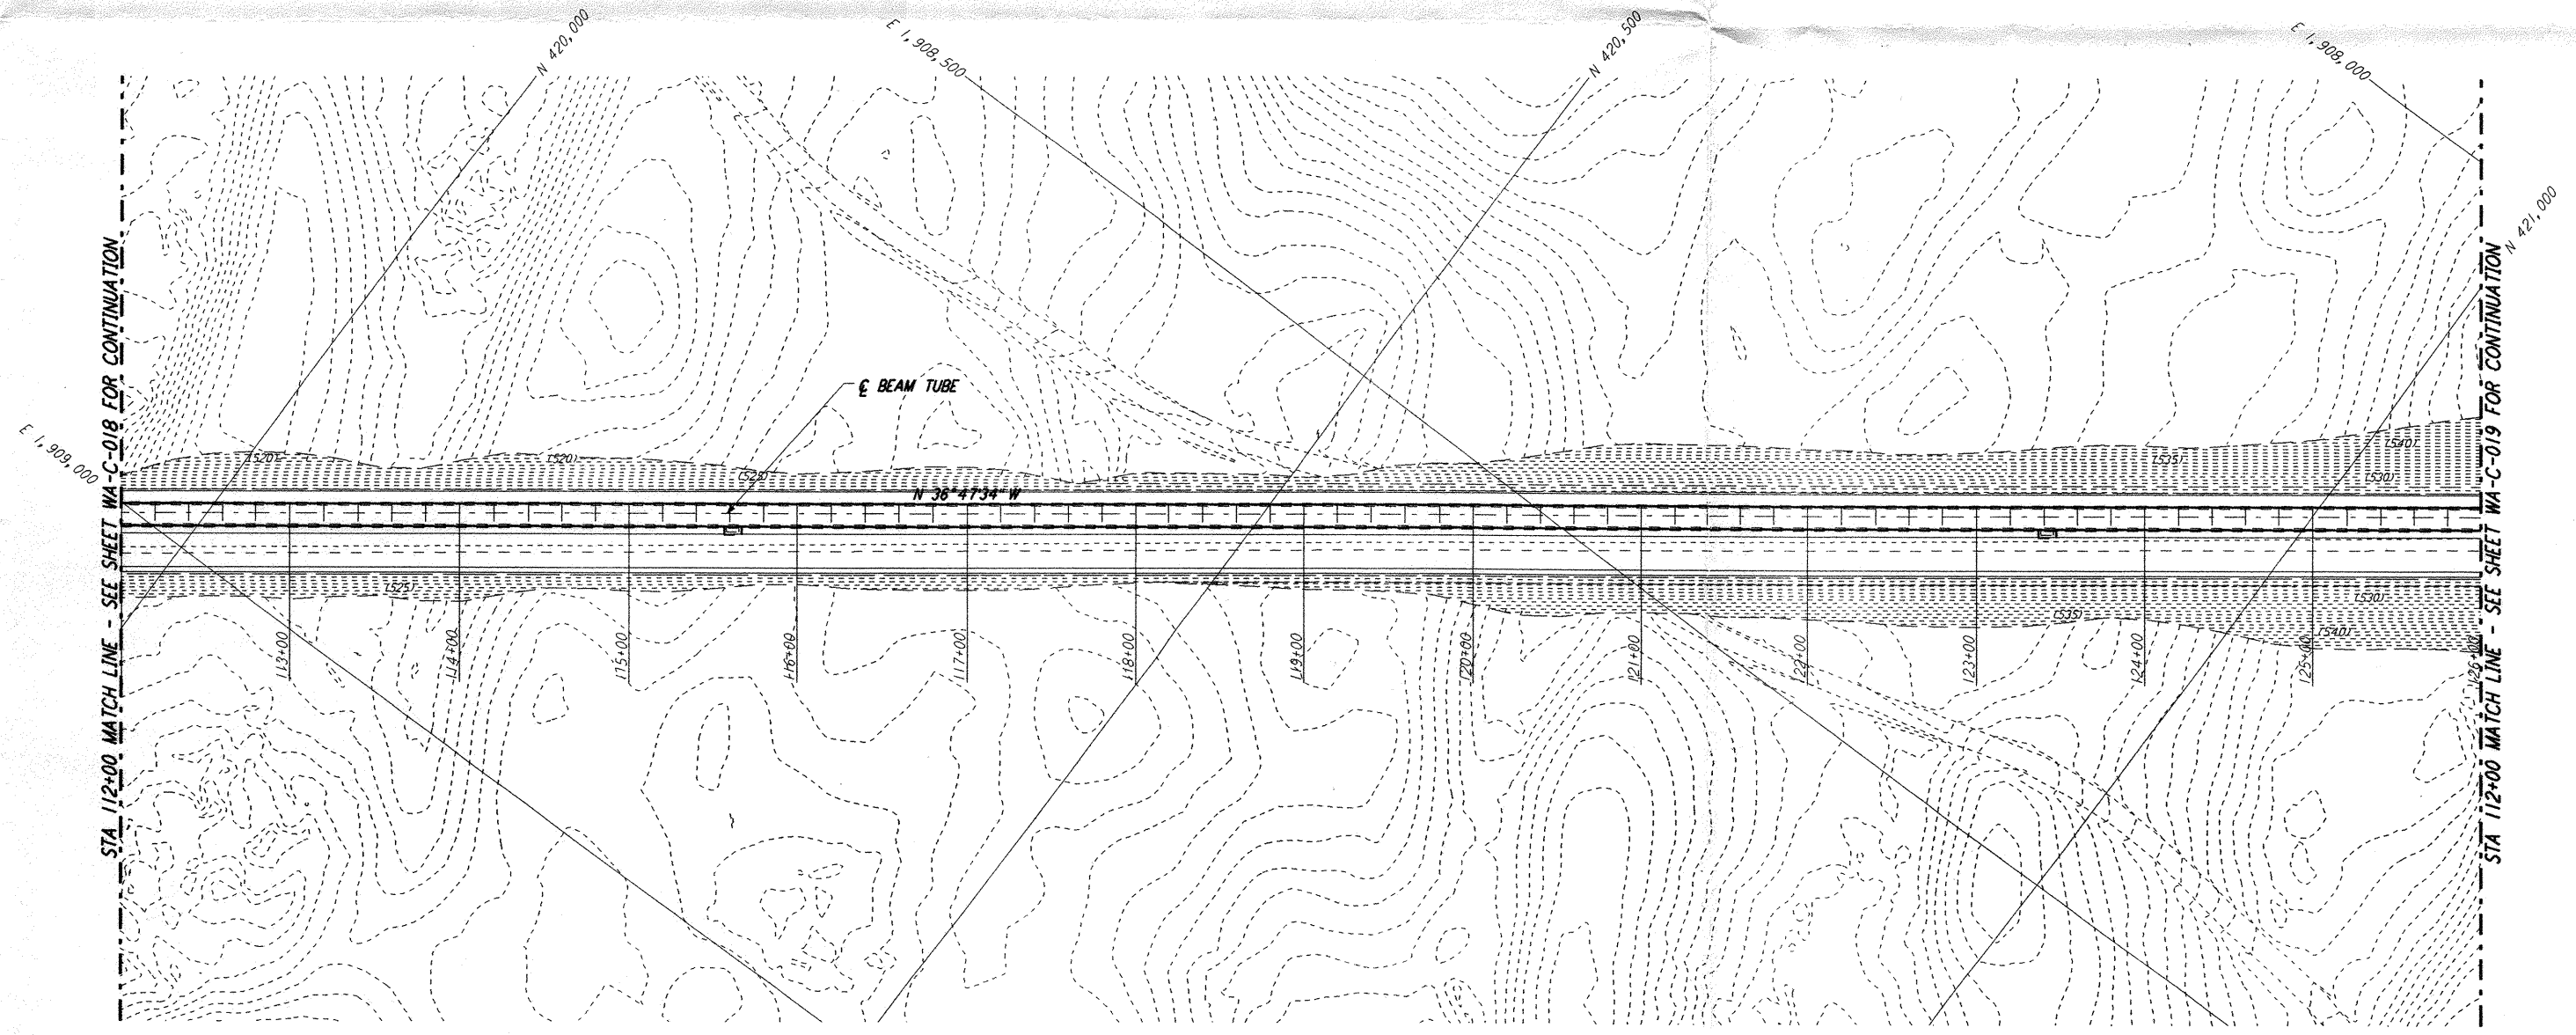 N 420,000
E 1,908,500
N 420,500
E 1,908,000
N 421,000
E 1,909,000
STA 112+00 MATCH LINE - SEE SHEET WA-C-018 FOR CONTINUATION
STA 112+00 MATCH LINE - SEE SHEET WA-C-019 FOR CONTINUATION
℄ BEAM TUBE
(520)
(520)
(525)
(535)
(540)
(530)
N 36°47'34" W
(525)
(535)
(530)
(540)
113+00
114+00
115+00
116+00
117+00
118+00
119+00
120+00
121+00
122+00
123+00
124+00
125+00
126+00